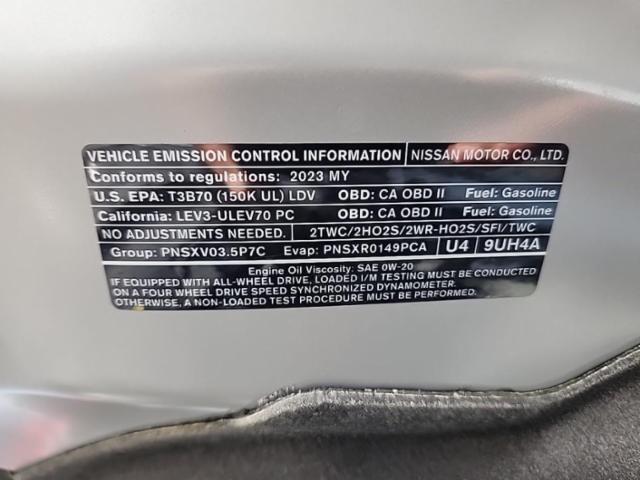 VEHICLE EMISSION CONTROL INFORMATION NISSAN MOTOR CO., LTD.
Conforms to regulations: 2023 MY
U.S. EPA: T3B70 (150K UL) LDV OBD: CA OBD II Fuel: Gasoline
California: LEV3-ULEV70 PC OBD: CA OBD II Fuel: Gasoline
NO ADJUSTMENTS NEEDED. 2TWC/2HO2S/2WR-HO2S/SFI/TWC
Group: PNSXV03.5P7C Evap: PNSXR0149PCA U4 9UH4A
Engine Oil Viscosity: SAE 0W-20
IF EQUIPPED WITH ALL-WHEEL DRIVE, LOADED I/M TESTING MUST BE CONDUCTED
ON A FOUR WHEEL DRIVE SPEED SYNCHRONIZED DYNAMOMETER.
OTHERWISE, A NON-LOADED TEST PROCEDURE MUST BE CONDUCTED.